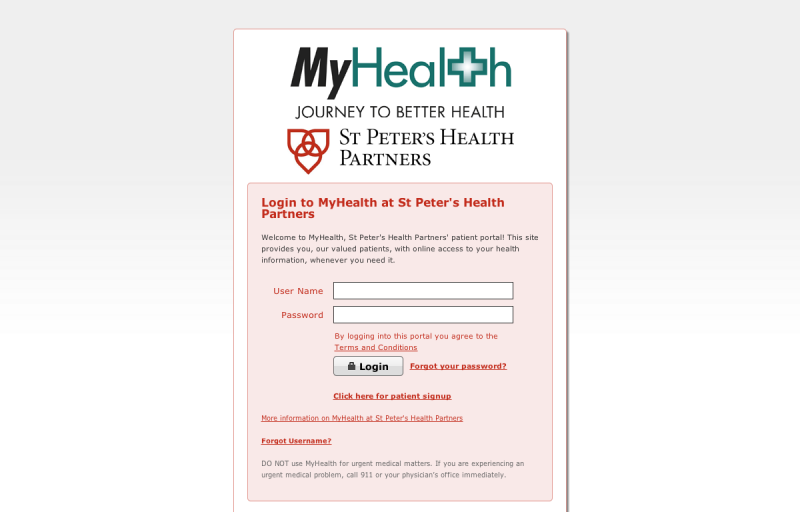 MyHealth
JOURNEY TO BETTER HEALTH
ST PETER'S HEALTH
PARTNERS
Login to MyHealth at St Peter's Health
Partners
Welcome to MyHealth, St Peter's Health Partners' patient portal! This site
provides you, our valued patients, with online access to your health
information, whenever you need it.
User Name
Password
By logging into this portal you agree to the
Terms and Conditions
Login Forgot your password?
Click here for patient signup
More information on MyHealth at St Peter's Health Partners
Forgot Username?
DO NOT use MyHealth for urgent medical matters. If you are experiencing an
urgent medical problem, call 911 or your physician's office immediately.